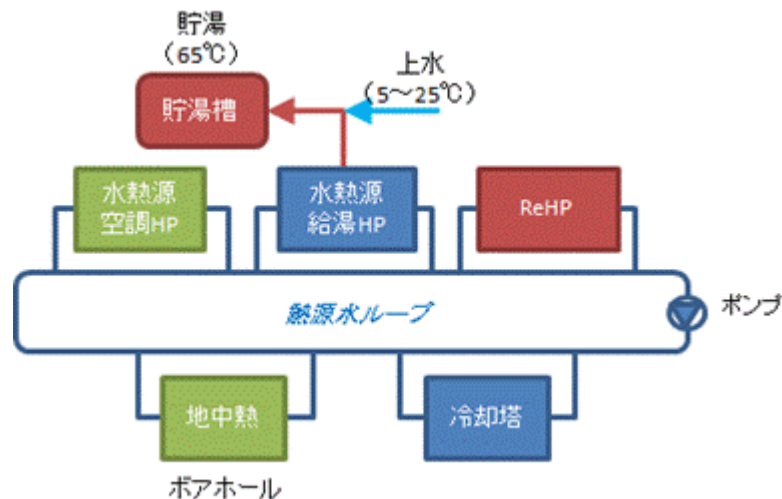 貯湯
（65℃）
上水
（5～25℃）
貯湯槽
水熱源
空調HP
水熱源
給湯HP
ReHP
熱源水ループ
ポンプ
地中熱
冷却塔
ボアホール